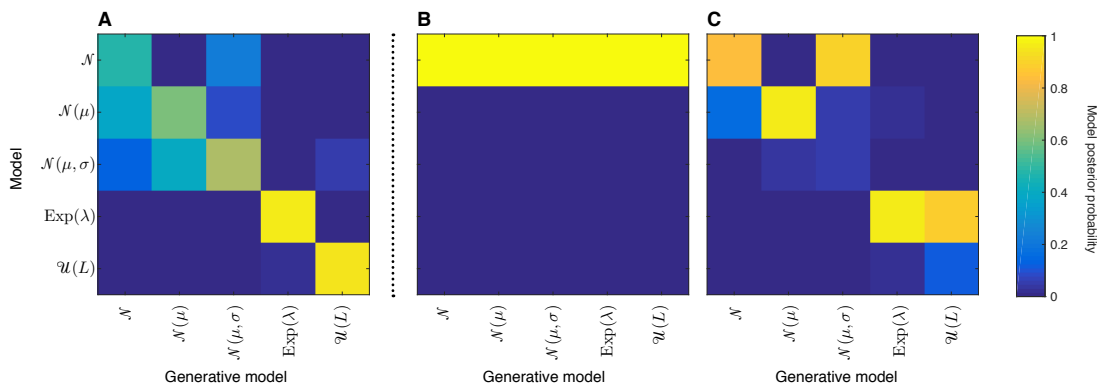 A
B
C
Model
𝒩
𝒩(μ)
𝒩(μ, σ)
Exp(λ)
𝒰(L)
𝒩
𝒩(μ)
𝒩(μ, σ)
Exp(λ)
𝒰(L)
Generative model
𝒩
𝒩(μ)
𝒩(μ, σ)
Exp(λ)
𝒰(L)
Generative model
𝒩
𝒩(μ)
𝒩(μ, σ)
Exp(λ)
𝒰(L)
Generative model
1
0.8
0.6
0.4
0.2
0
Model posterior probability